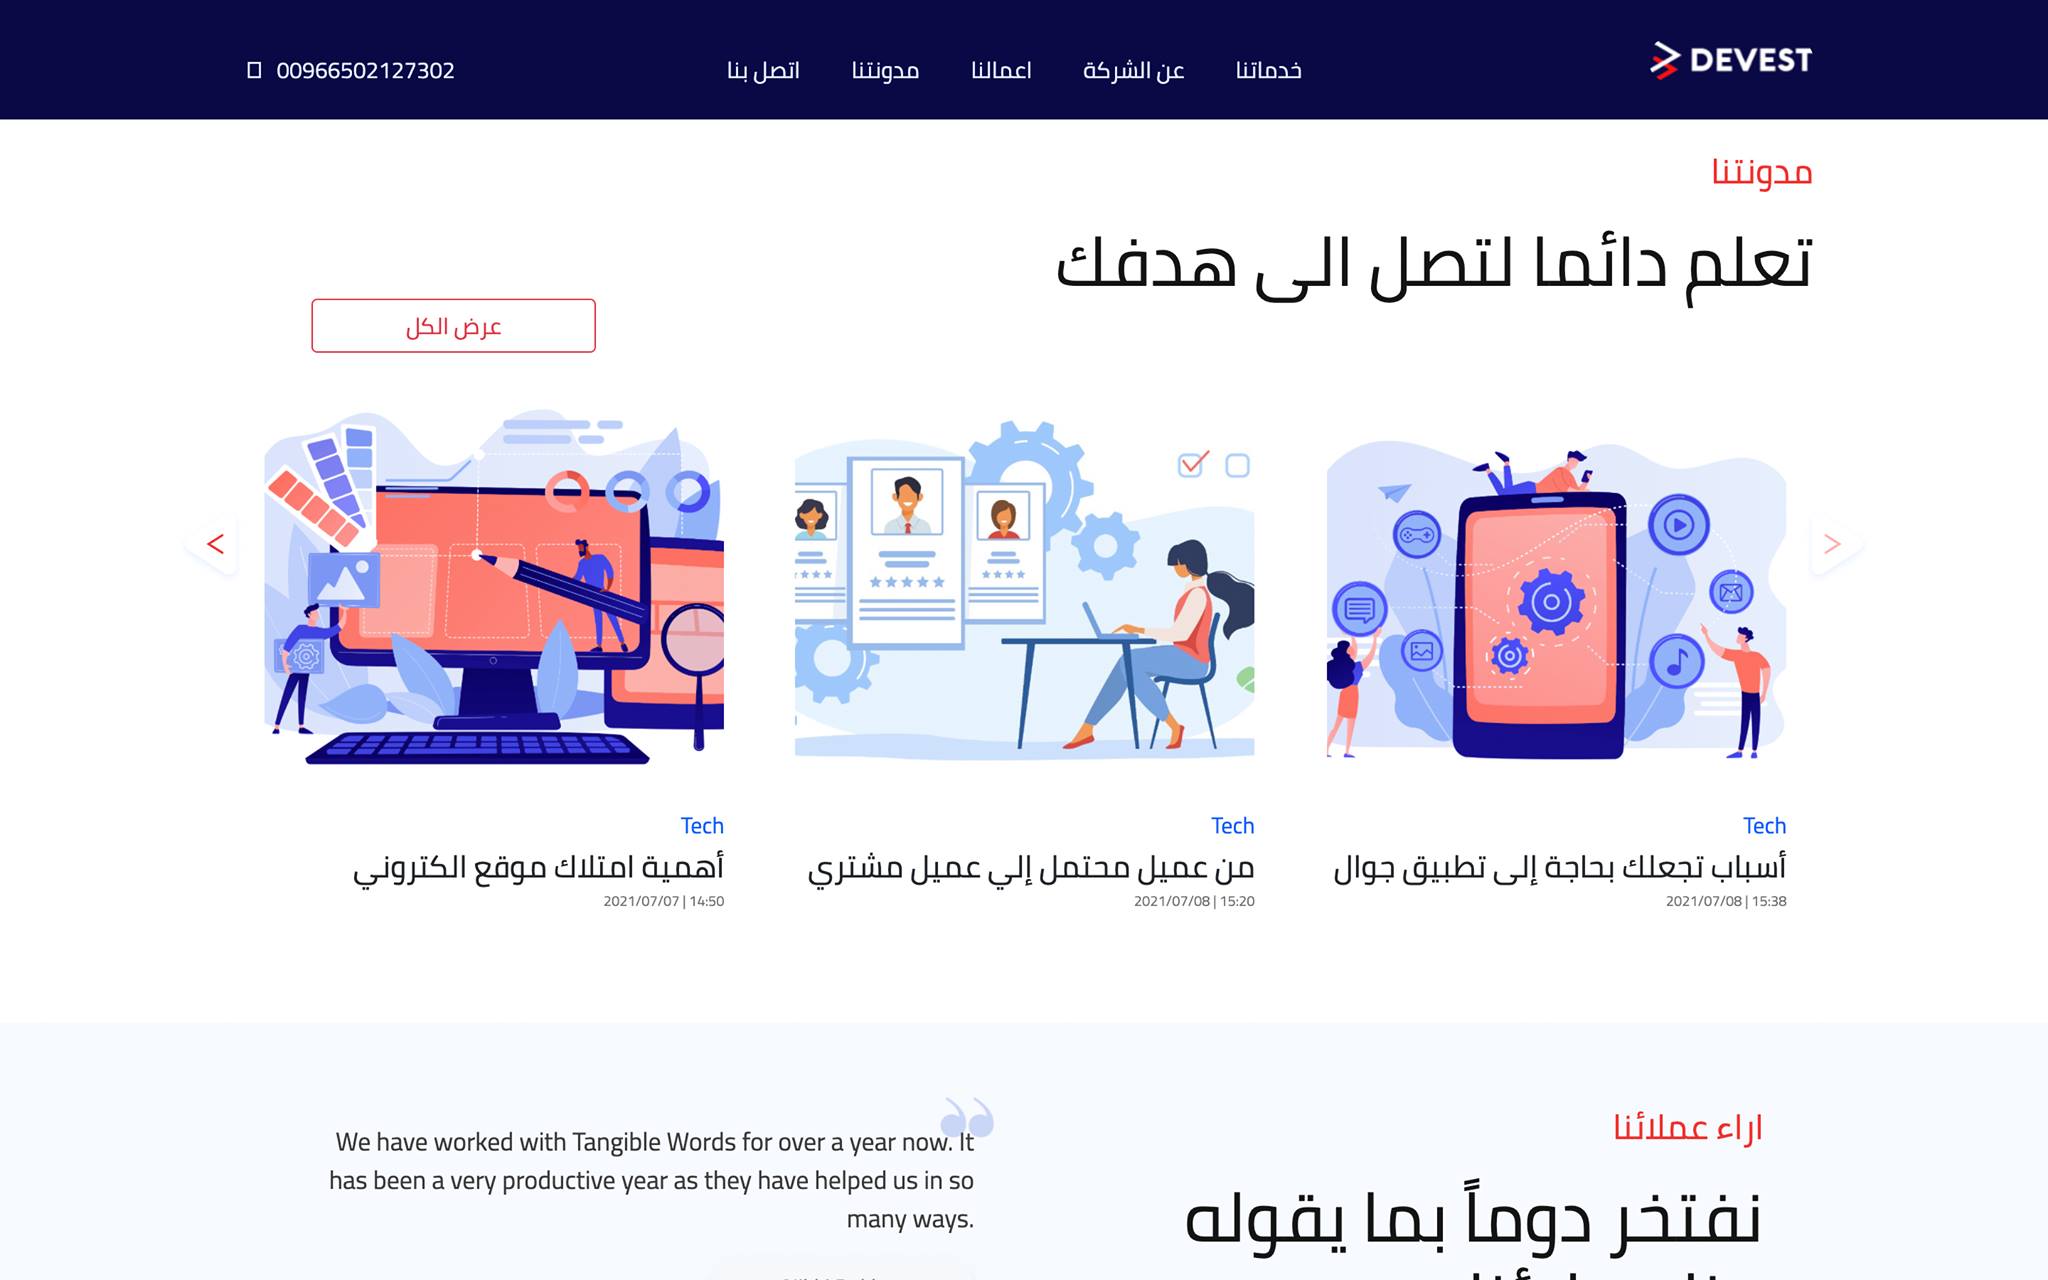 DEVEST
خدماتنا
عن الشركة
اعمالنا
مدونتنا
اتصل بنا
00966502127302
مدونتنا
تعلم دائما لتصل الى هدفك
عرض الكل
Tech
أسباب تجعلك بحاجة إلى تطبيق جوال
2021/07/08 | 15:38
Tech
من عميل محتمل إلي عميل مشتري
2021/07/08 | 15:20
Tech
أهمية امتلاك موقع الكتروني
2021/07/07 | 14:50
اراء عملائنا
نفتخر دوماً بما يقوله
We have worked with Tangible Words for over a year now. It
has been a very productive year as they have helped us in so
many ways.